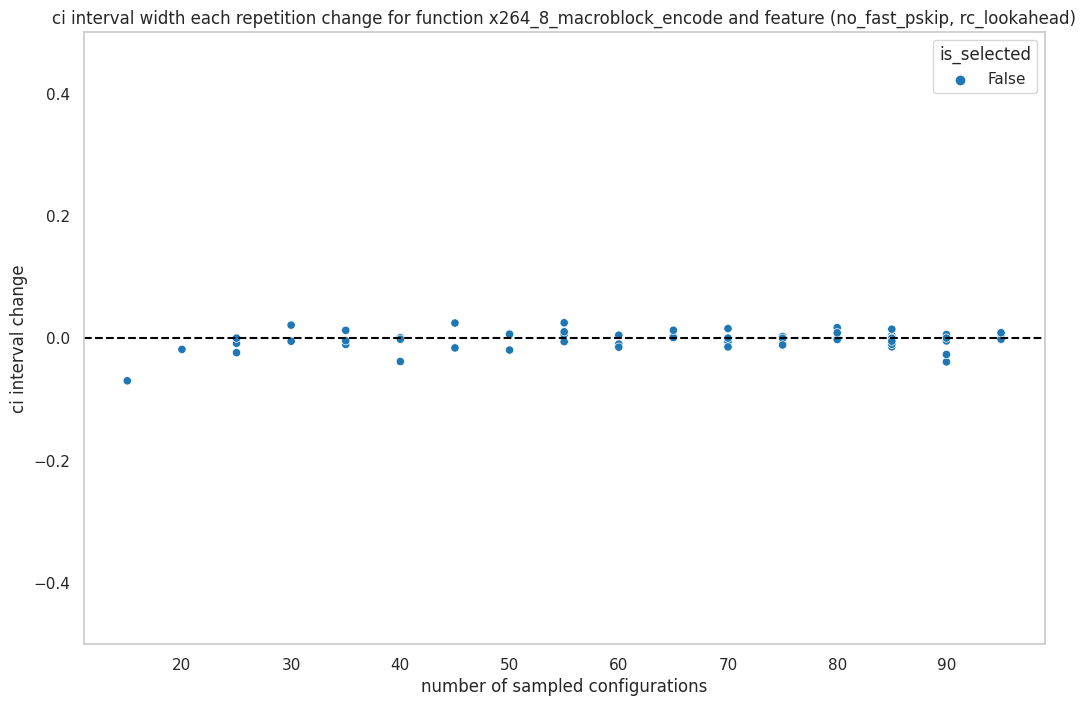 ci interval width each repetition change for function x264_8_macroblock_encode and feature (no_fast_pskip, rc_lookahead)
is_selected
False
0.4
0.2
0.0
−0.2
−0.4
ci interval change
20 30 40 50 60 70 80 90
number of sampled configurations